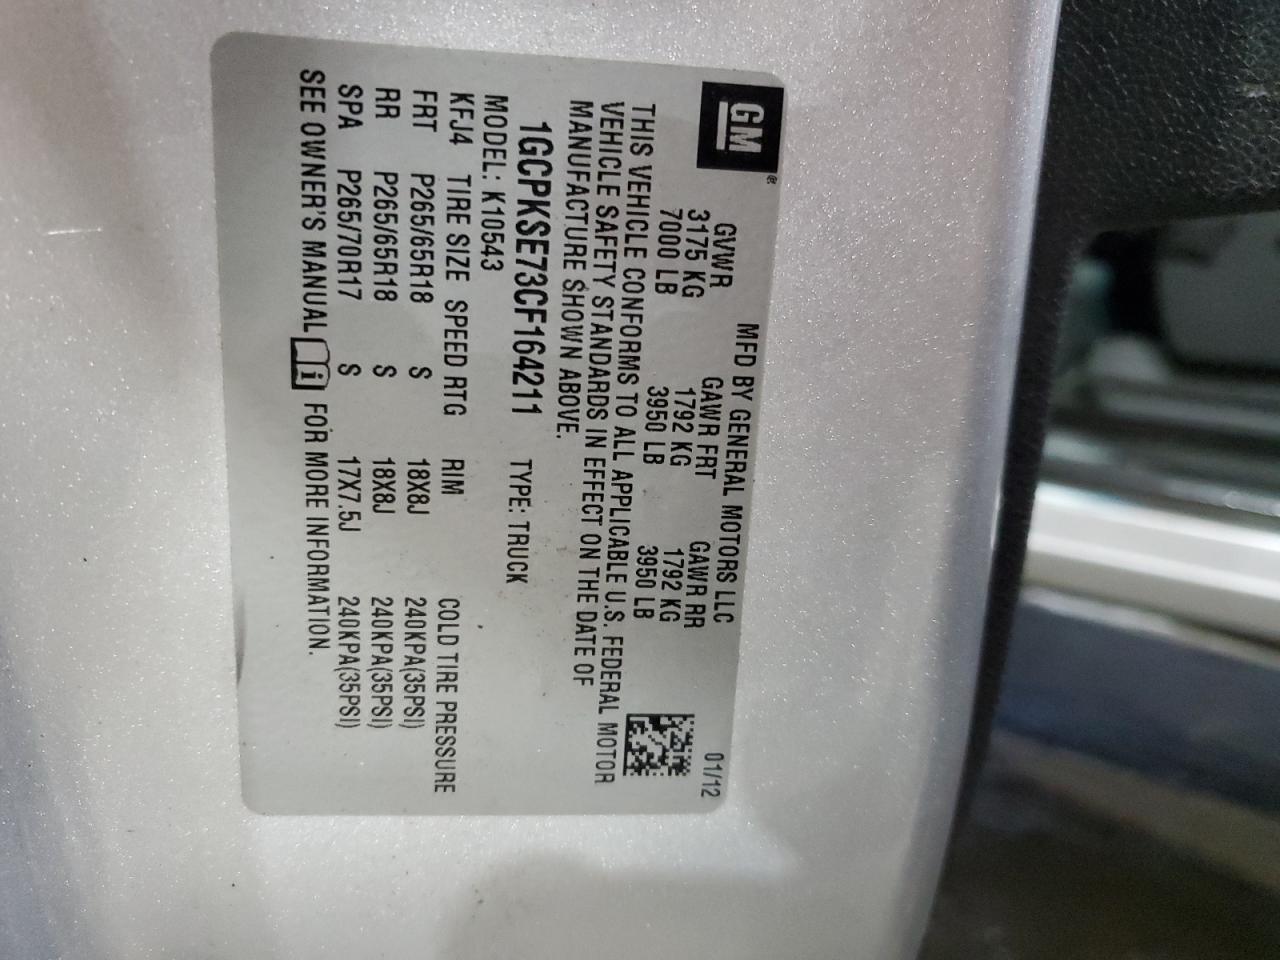 GM®
MFD BY GENERAL MOTORS LLC
01/12
GVWR GAWR FRT GAWR RR
3175 KG 1792 KG 1792 KG
7000 LB 3950 LB 3950 LB
THIS VEHICLE CONFORMS TO ALL APPLICABLE U.S. FEDERAL MOTOR
VEHICLE SAFETY STANDARDS IN EFFECT ON THE DATE OF
MANUFACTURE SHOWN ABOVE.
1GCPKSE73CF164211 TYPE: TRUCK
MODEL: K10543
KFJ4 TIRE SIZE SPEED RTG RIM COLD TIRE PRESSURE
FRT P265/65R18 S 18X8J 240KPA(35PSI)
RR P265/65R18 S 18X8J 240KPA(35PSI)
SPA P265/70R17 S 17X7.5J 240KPA(35PSI)
SEE OWNER'S MANUAL i FOR MORE INFORMATION.